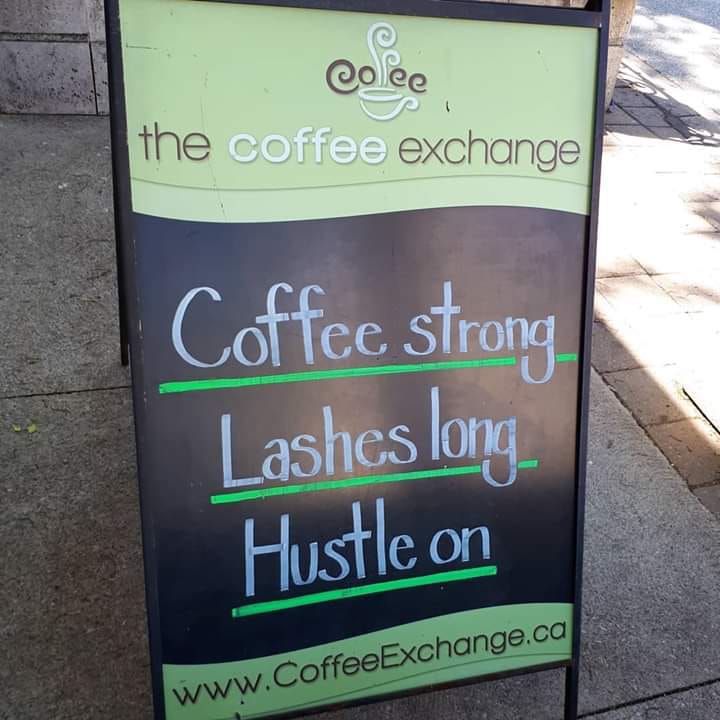 Coffee
the coffee exchange
Coffee strong
Lashes long
Hustle on
www.CoffeeExchange.ca